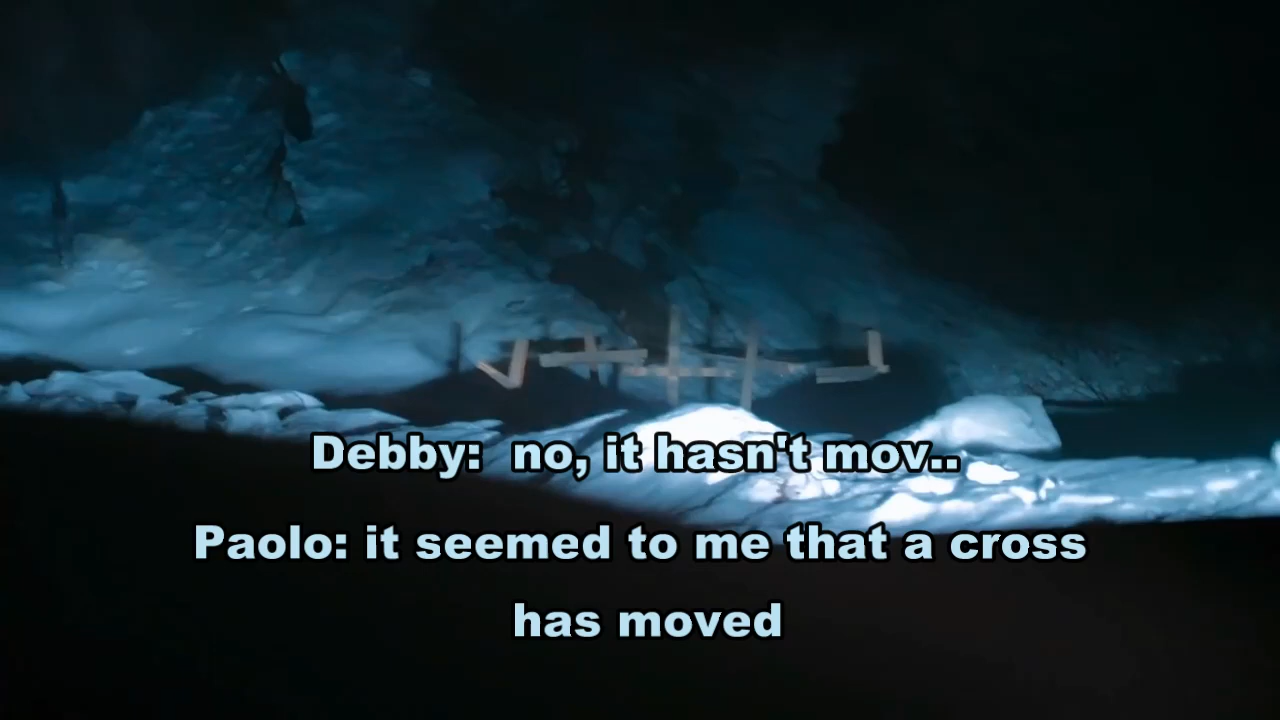 Debby:  no, it hasn't mov..
Paolo: it seemed to me that a cross
has moved